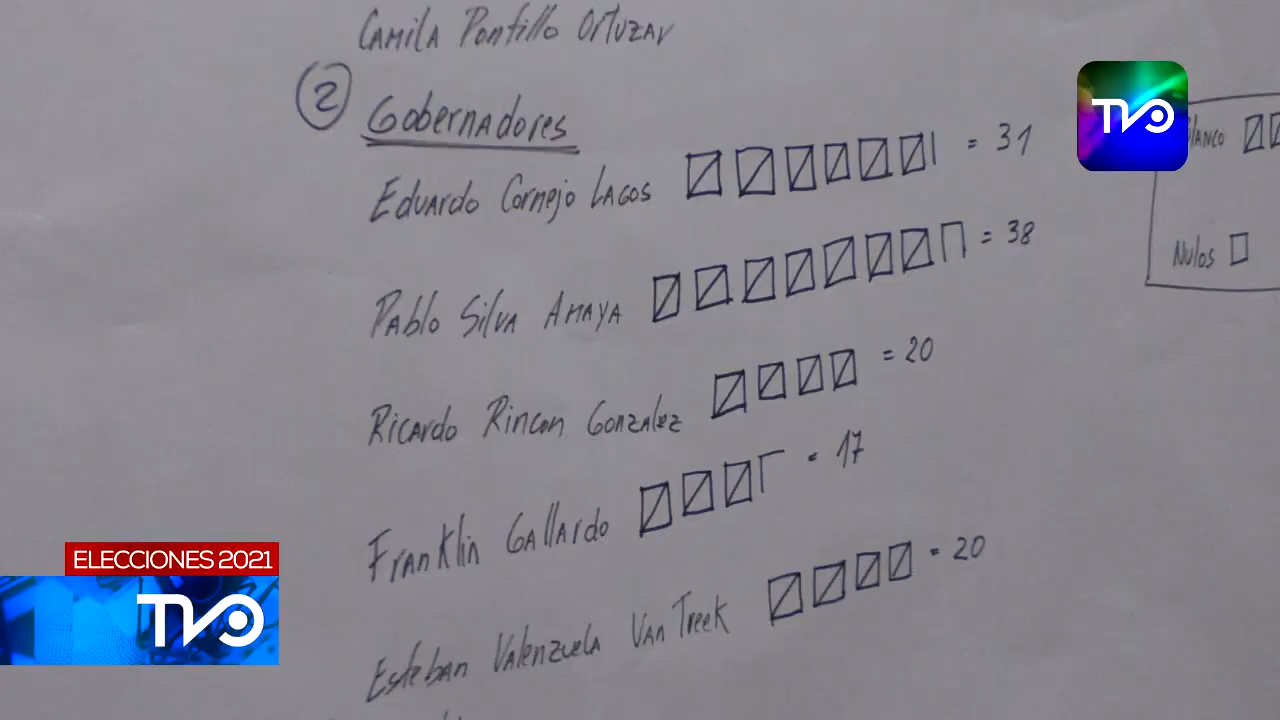 Camila Pontillo Ortuzar
2 Gobernadores
Eduardo Cornejo Lagos = 31
Pablo Silva Amaya = 38
Ricardo Rincon Gonzalez = 20
Franklin Gallardo = 17
Esteban Valenzuela Van Treek = 20
Blanco
Nulos
TVO
ELECCIONES 2021
TVO